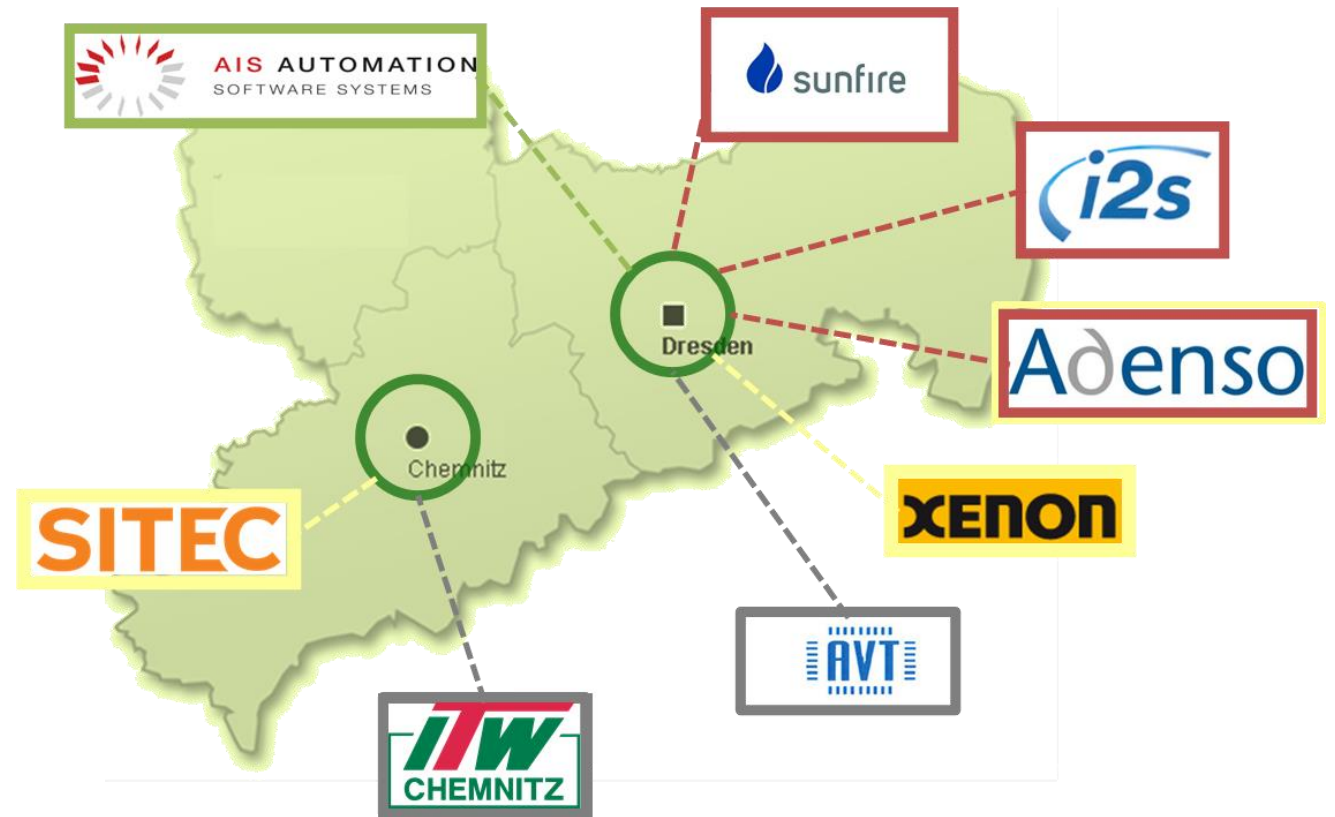 AIS AUTOMATION
SOFTWARE SYSTEMS
sunfire
i2s
Adenso
Dresden
Chemnitz
SITEC
XENON
AVT
ITW
CHEMNITZ